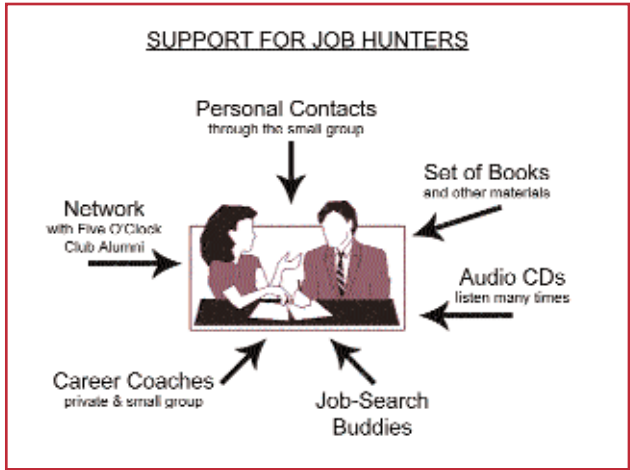 SUPPORT FOR JOB HUNTERS
Personal Contacts
through the small group
Set of Books
and other materials
Network
with Five O'Clock
Club Alumni
Audio CDs
listen many times
Career Coaches
private & small group
Job-Search
Buddies